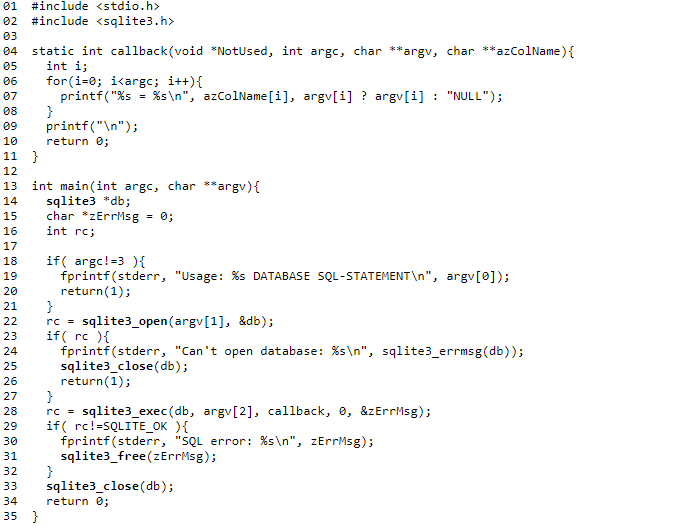 01  #include <stdio.h>
02  #include <sqlite3.h>
03
04  static int callback(void *NotUsed, int argc, char **argv, char **azColName){
05    int i;
06    for(i=0; i<argc; i++){
07      printf("%s = %s\n", azColName[i], argv[i] ? argv[i] : "NULL");
08    }
09    printf("\n");
10    return 0;
11  }
12
13  int main(int argc, char **argv){
14    sqlite3 *db;
15    char *zErrMsg = 0;
16    int rc;
17
18    if( argc!=3 ){
19      fprintf(stderr, "Usage: %s DATABASE SQL-STATEMENT\n", argv[0]);
20      return(1);
21    }
22    rc = sqlite3_open(argv[1], &db);
23    if( rc ){
24      fprintf(stderr, "Can't open database: %s\n", sqlite3_errmsg(db));
25      sqlite3_close(db);
26      return(1);
27    }
28    rc = sqlite3_exec(db, argv[2], callback, 0, &zErrMsg);
29    if( rc!=SQLITE_OK ){
30      fprintf(stderr, "SQL error: %s\n", zErrMsg);
31      sqlite3_free(zErrMsg);
32    }
33    sqlite3_close(db);
34    return 0;
35  }